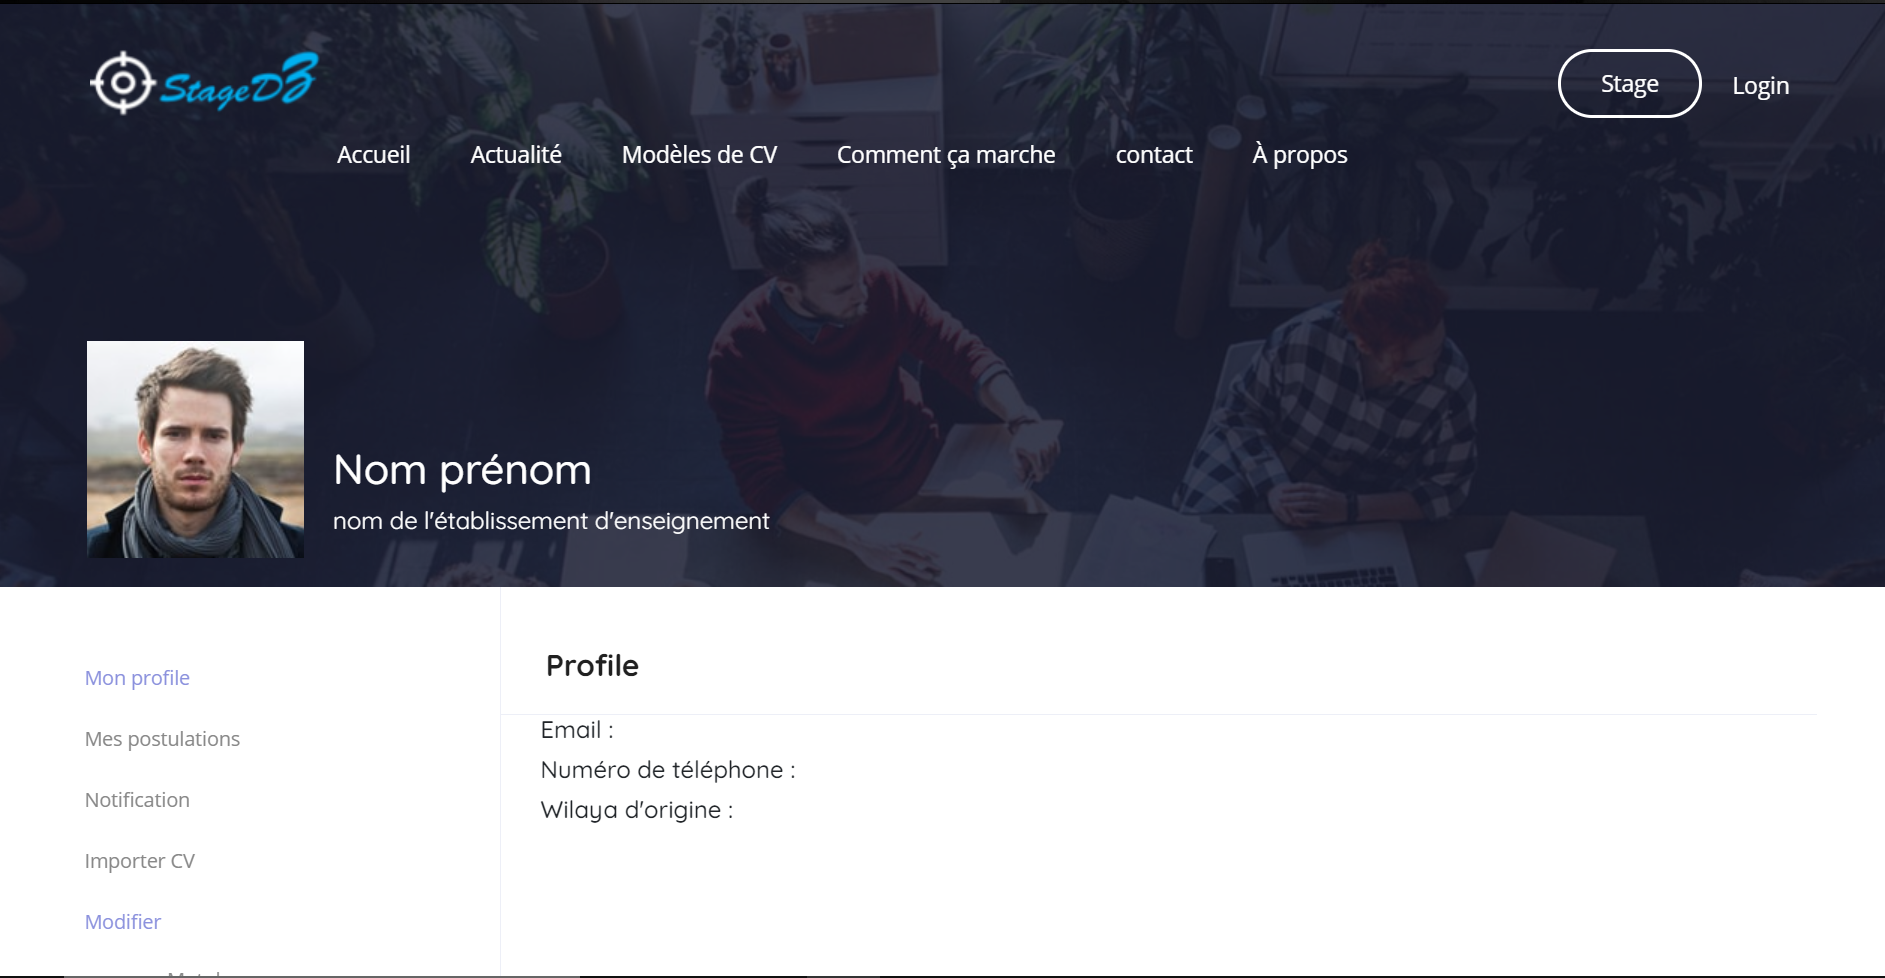 StageDZ
Stage
Login
Accueil
Actualité
Modèles de CV
Comment ça marche
contact
À propos
Nom prénom
nom de l'établissement d'enseignement
Mon profile
Mes postulations
Notification
Importer CV
Modifier
Profile
Email :
Numéro de téléphone :
Wilaya d'origine :